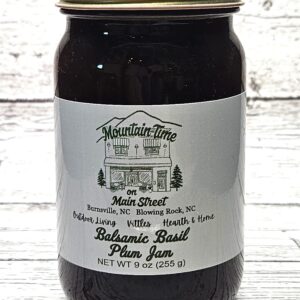 Mountain Time
on
Main Street
Burnsville, NC Blowing Rock, NC
Outdoor Living Vittles Hearth & Home
Balsamic Basil
Plum Jam
NET WT 9 oz (255 g)